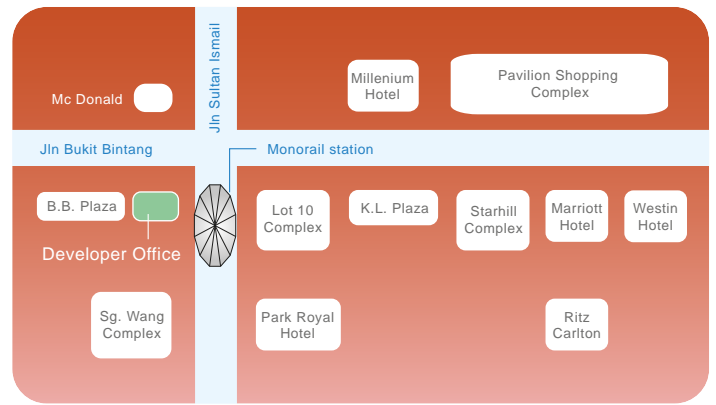 Jln Sultan Ismail
Millenium
Hotel
Pavilion Shopping
Complex
Mc Donald
Jln Bukit Bintang
Monorail station
B.B. Plaza
Lot 10
Complex
K.L. Plaza
Starhill
Complex
Marriott
Hotel
Westin
Hotel
Developer Office
Sg. Wang
Complex
Park Royal
Hotel
Ritz
Carlton